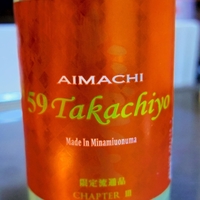 AIMACHI
59 Takachiyo
Made In Minamiuonuma
限定流通品
CHAPTER